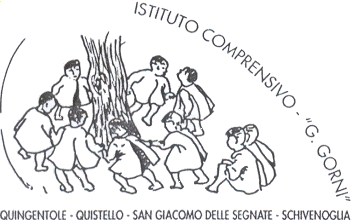 ISTITUTO COMPRENSIVO - "G. GORNI"
QUINGENTOLE - QUISTELLO - SAN GIACOMO DELLE SEGNATE - SCHIVENOGLIA